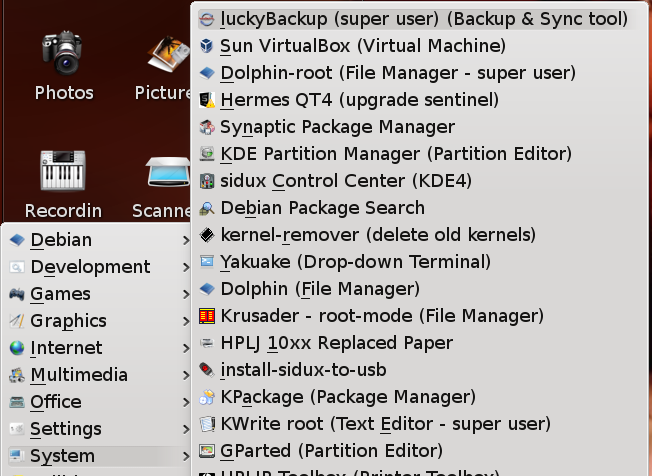 Photos
Picture
Recordin
Scanne
Debian
Development
Games
Graphics
Internet
Multimedia
Office
Settings
System
luckyBackup (super user) (Backup & Sync tool)
Sun VirtualBox (Virtual Machine)
Dolphin-root (File Manager - super user)
Hermes QT4 (upgrade sentinel)
Synaptic Package Manager
KDE Partition Manager (Partition Editor)
sidux Control Center (KDE4)
Debian Package Search
kernel-remover (delete old kernels)
Yakuake (Drop-down Terminal)
Dolphin (File Manager)
Krusader - root-mode (File Manager)
HPLJ 10xx Replaced Paper
install-sidux-to-usb
KPackage (Package Manager)
KWrite root (Text Editor - super user)
GParted (Partition Editor)
HPLIP Toolbox (Printer Toolbox)